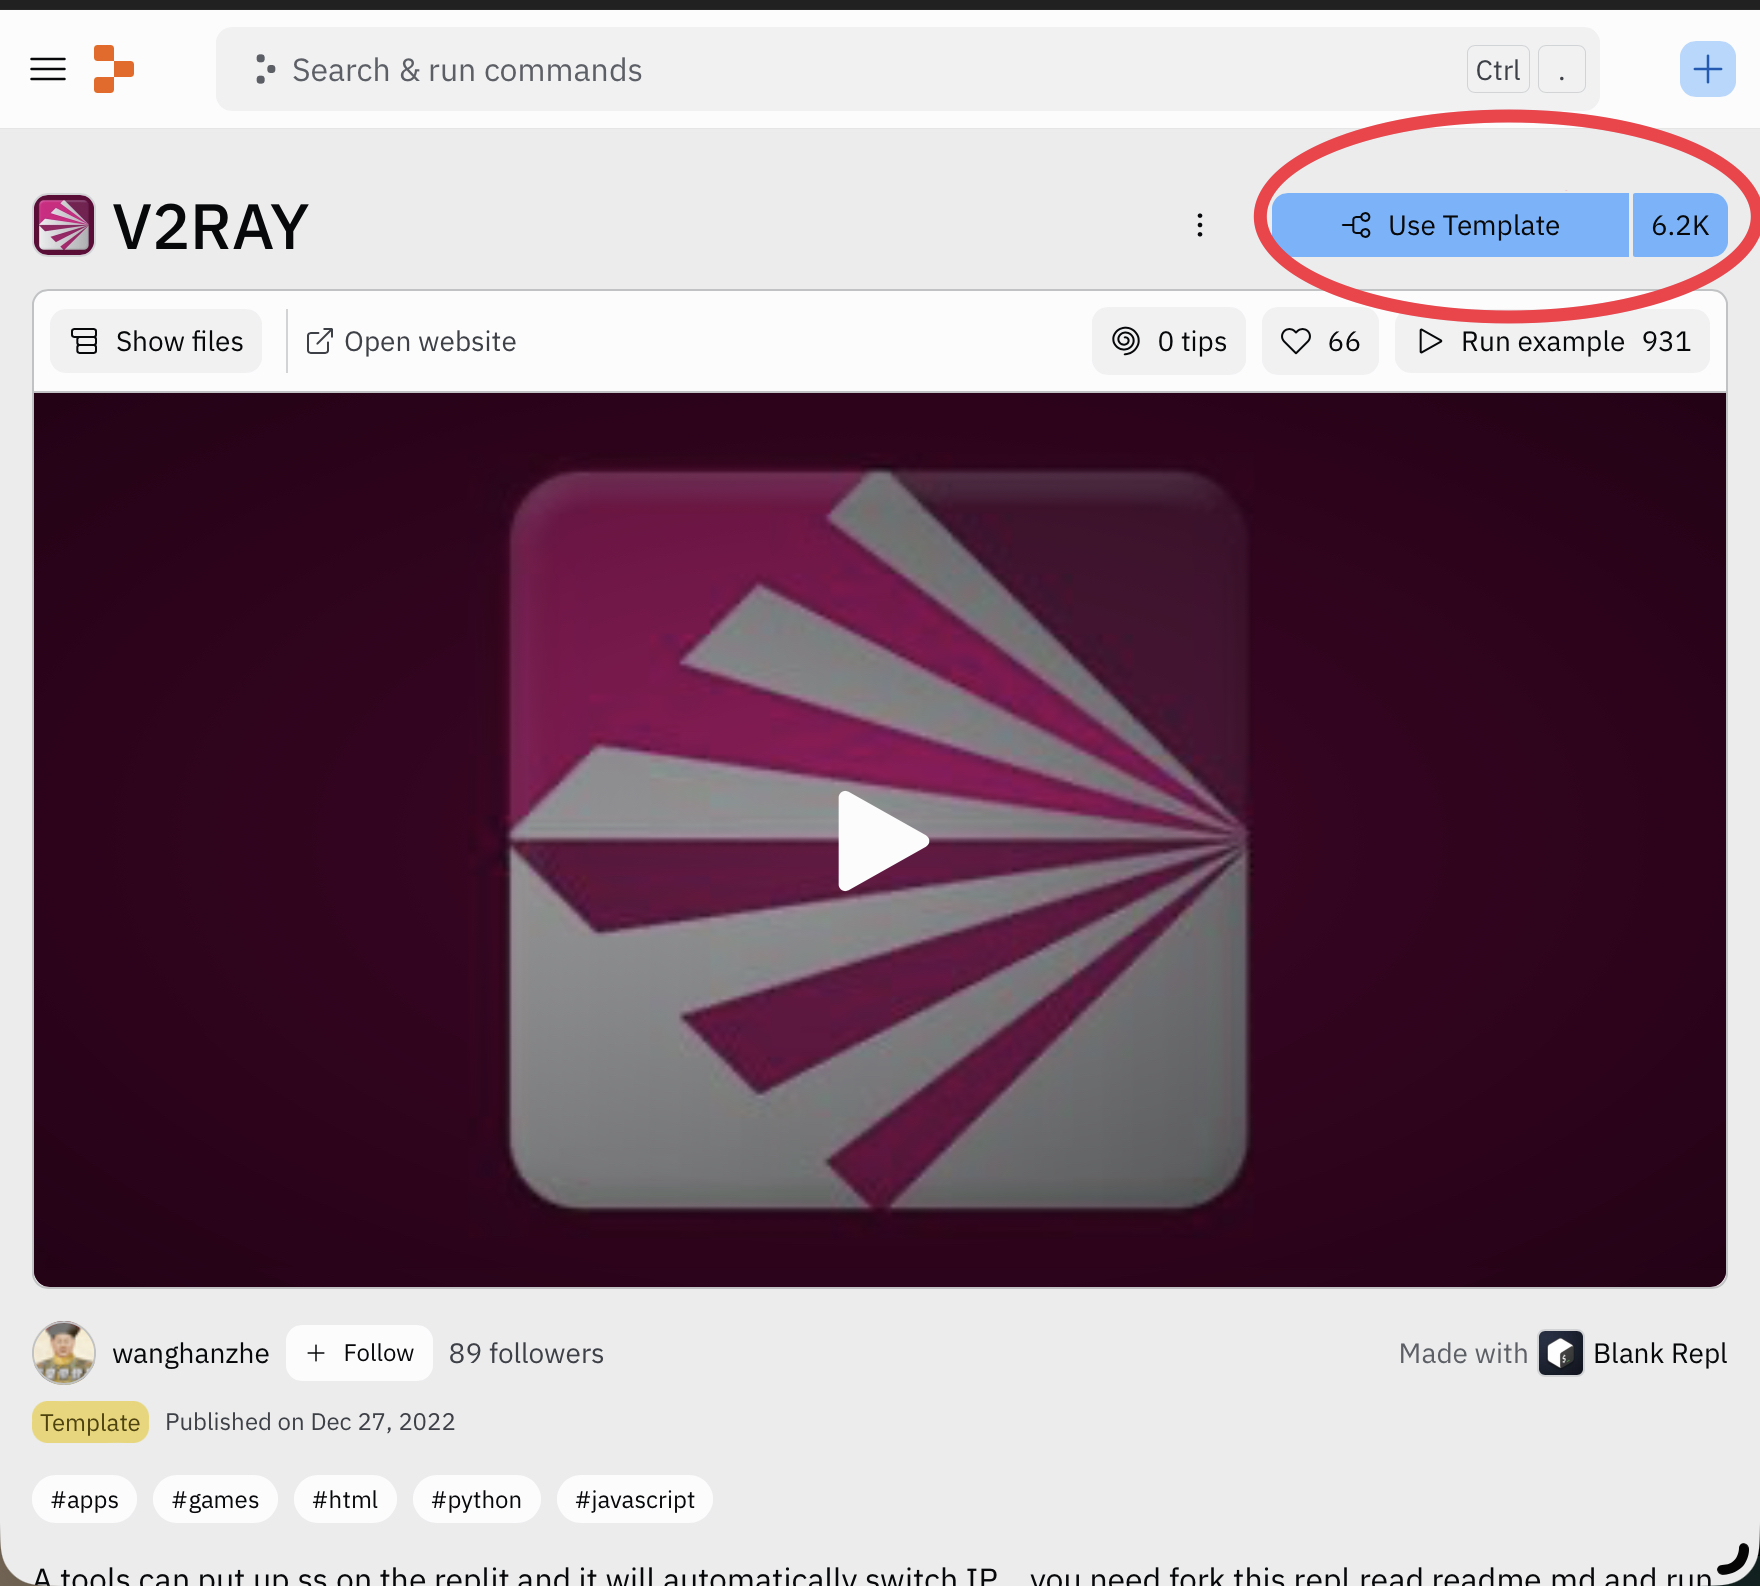 Search & run commands Ctrl .
V2RAY Use Template 6.2K
Show files Open website 0 tips 66 Run example 931
wanghanzhe + Follow 89 followers Made with Blank Repl
Template Published on Dec 27, 2022
#apps #games #html #python #javascript
A tools can put up ss on the replit and it will automatically switch IP. you need fork this repl read readme.md and run